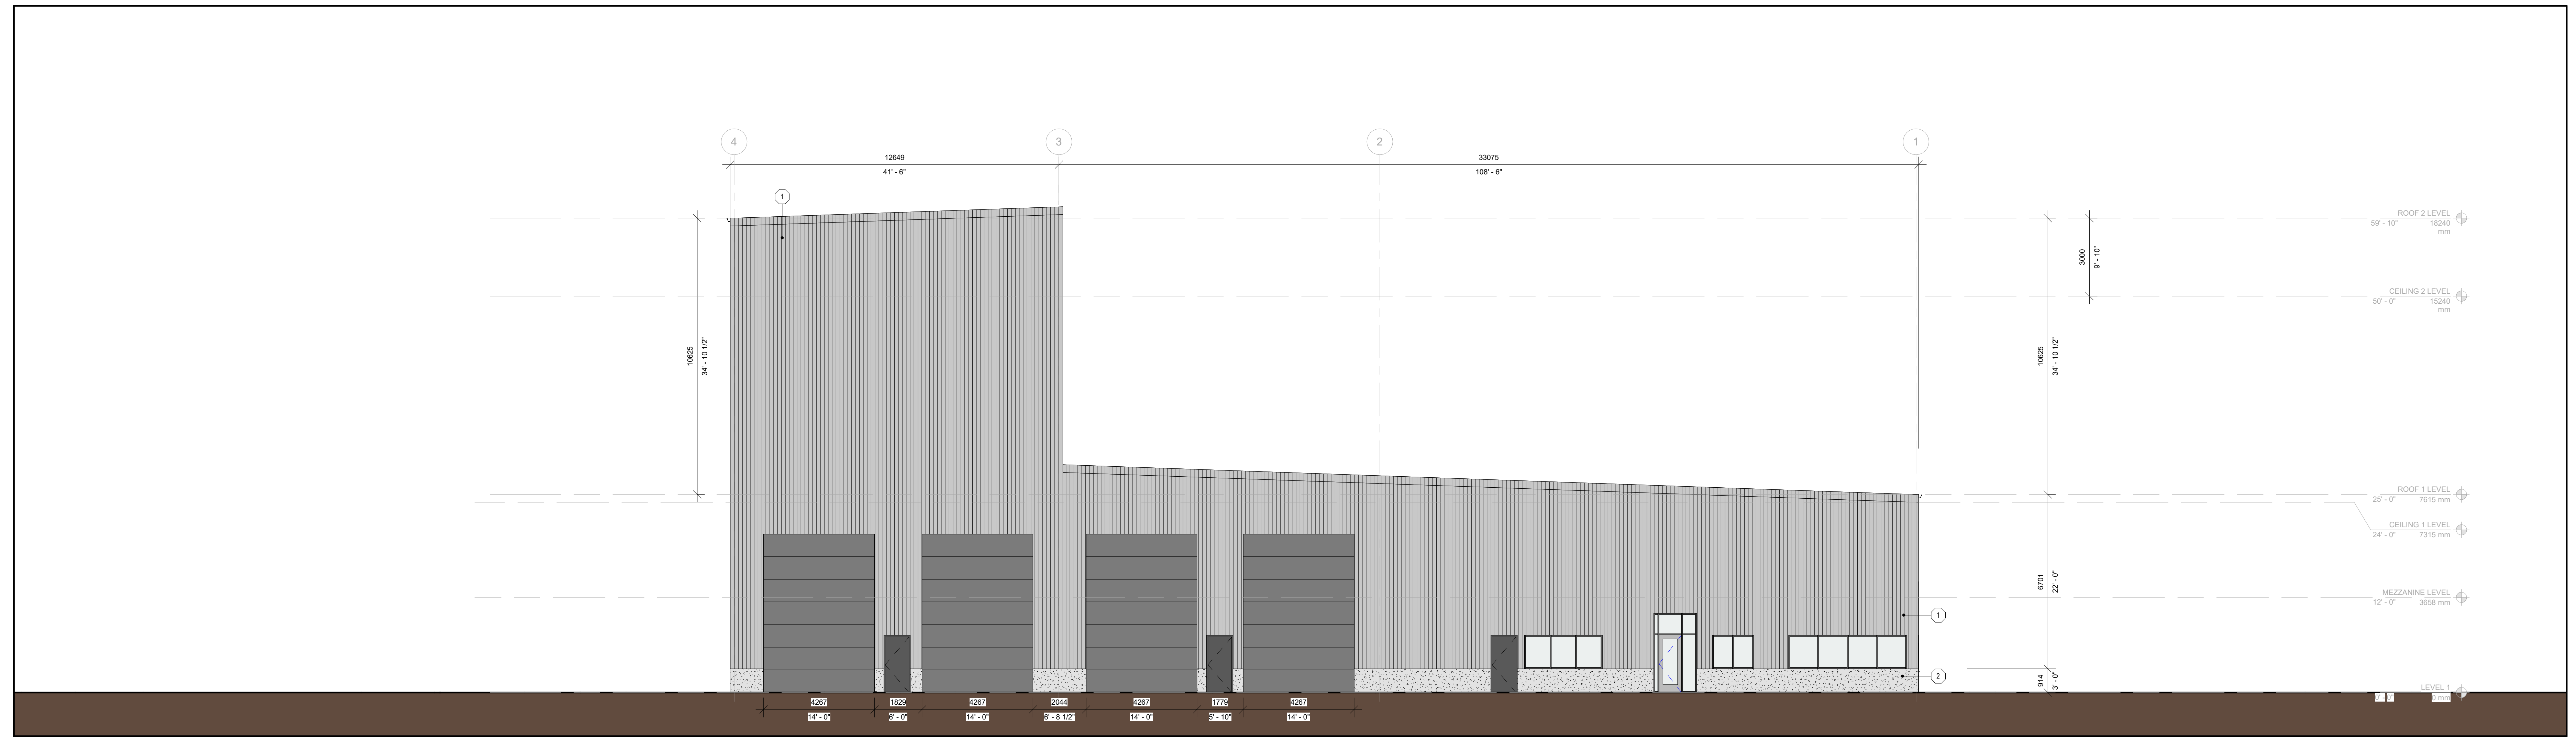 4
3
2
1
12649
33075
41' - 6"
108' - 6"
1
ROOF 2 LEVEL
59' - 10" 18240
mm
3000
9' - 10"
CEILING 2 LEVEL
50' - 0" 15240
mm
10625
34' - 10 1/2"
10625
34' - 10 1/2"
ROOF 1 LEVEL
25' - 0" 7615 mm
CEILING 1 LEVEL
24' - 0" 7315 mm
6701
22' - 0"
MEZZANINE LEVEL
12' - 0" 3658 mm
1
2
914
3' - 0"
LEVEL 1
0' - 0" 0 mm
4267 1829 4267 2044 4267 1779 4267
14' - 0" 6' - 0" 14' - 0" 6' - 8 1/2" 14' - 0" 5' - 10" 14' - 0"